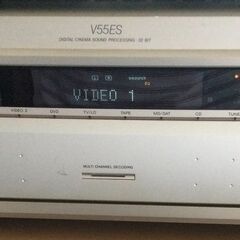 V55ES
DIGITAL CINEMA SOUND PROCESSING · 32 BIT
L R
VIDEO 1
VIDEO 2 DVD TV/LD TAPE MD/DAT CD TUNER
MULTI CHANNEL DECODING